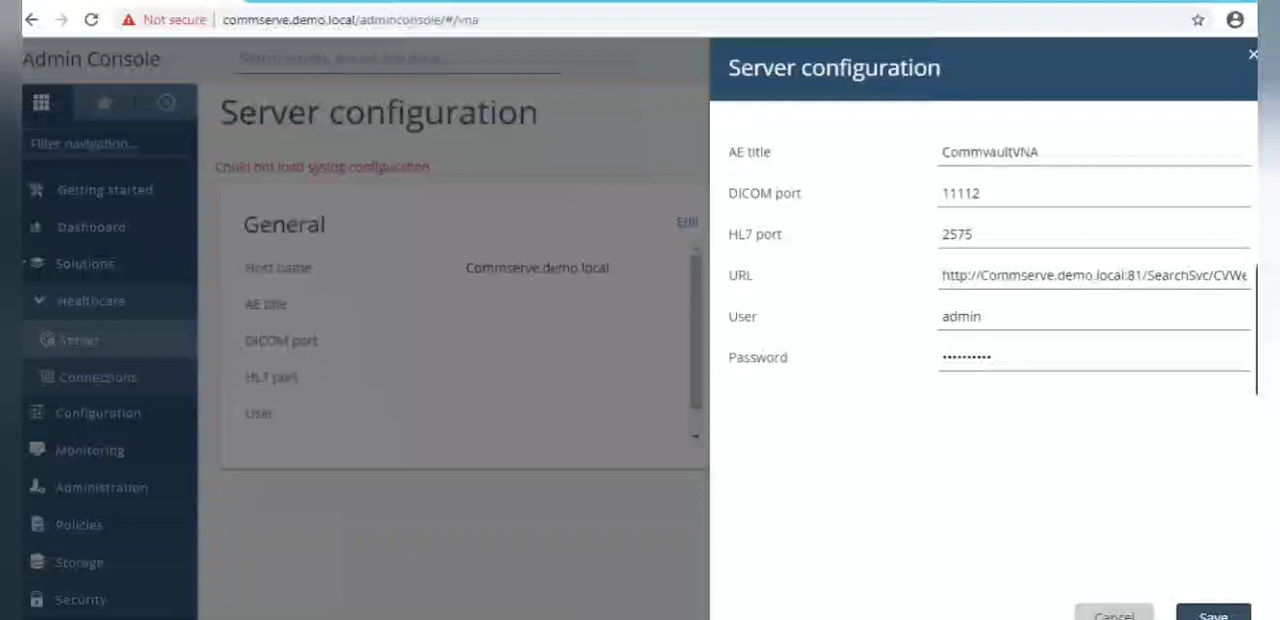 Not secure | commserve.demo.local/adminconsole/#/vna
Admin Console
Server configuration
Filter navigation...
Getting started
Dashboard
Solutions
Healthcare
Server
Connections
Configuration
Monitoring
Administration
Policies
Storage
Security
Server configuration
Could not load syslog configuration
General
Edit
Host name Commserve.demo.local
AE title
DICOM port
HL7 port
User
AE title CommvaultVNA
DICOM port 11112
HL7 port 2575
URL http://Commserve.demo.local:81/SearchSvc/CVWe
User admin
Password ••••••••••
Cancel Save